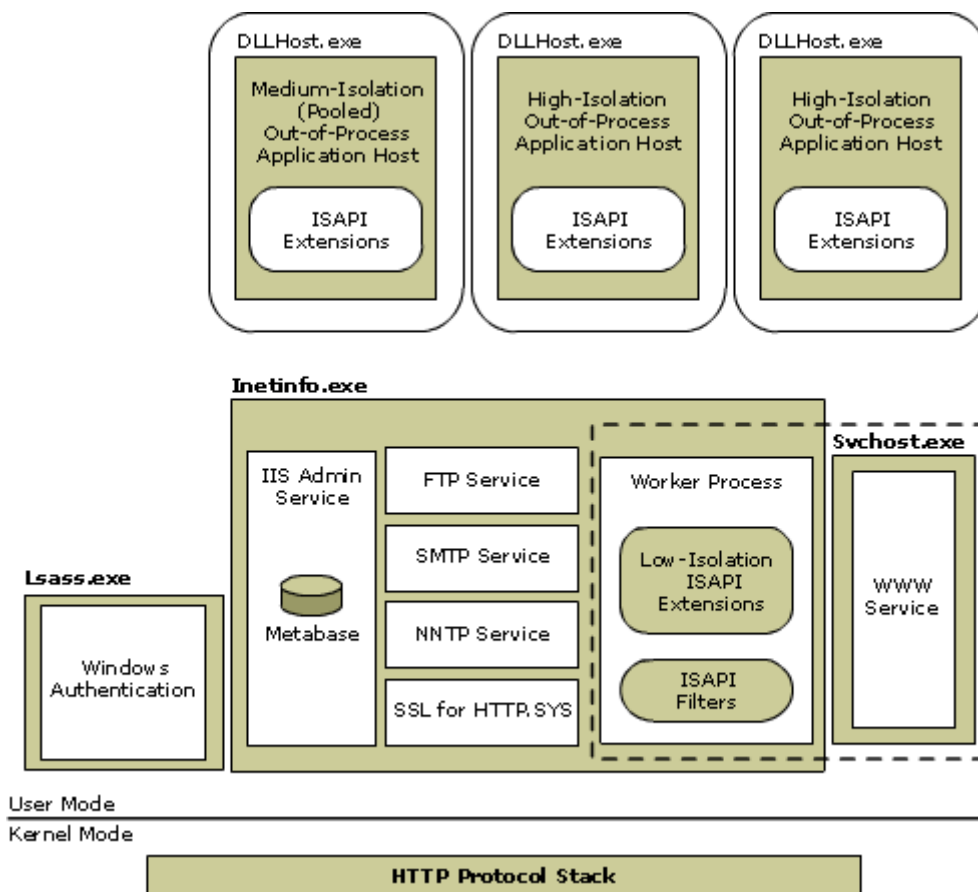 DLLHost.exe
Medium-Isolation
(Pooled)
Out-of-Process
Application Host
ISAPI
Extensions
DLLHost.exe
High-Isolation
Out-of-Process
Application Host
ISAPI
Extensions
DLLHost.exe
High-Isolation
Out-of-Process
Application Host
ISAPI
Extensions
Inetinfo.exe
IIS Admin
Service
Metabase
FTP Service
SMTP Service
NNTP Service
SSL for HTTP.SYS
Worker Process
Low-Isolation
ISAPI
Extensions
ISAPI
Filters
Svchost.exe
WWW
Service
Lsass.exe
Windows
Authentication
User Mode
Kernel Mode
HTTP Protocol Stack